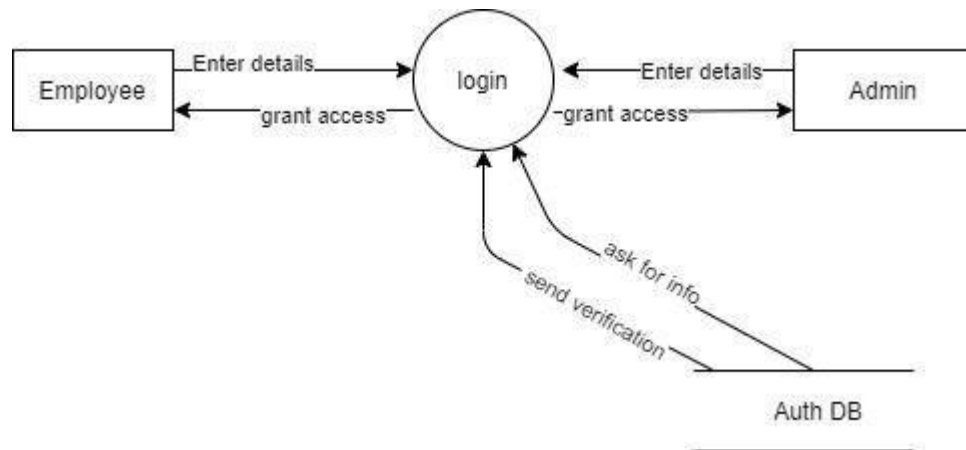 Employee
Enter details
grant access
login
Enter details
grant access
Admin
ask for info
send verification
Auth DB